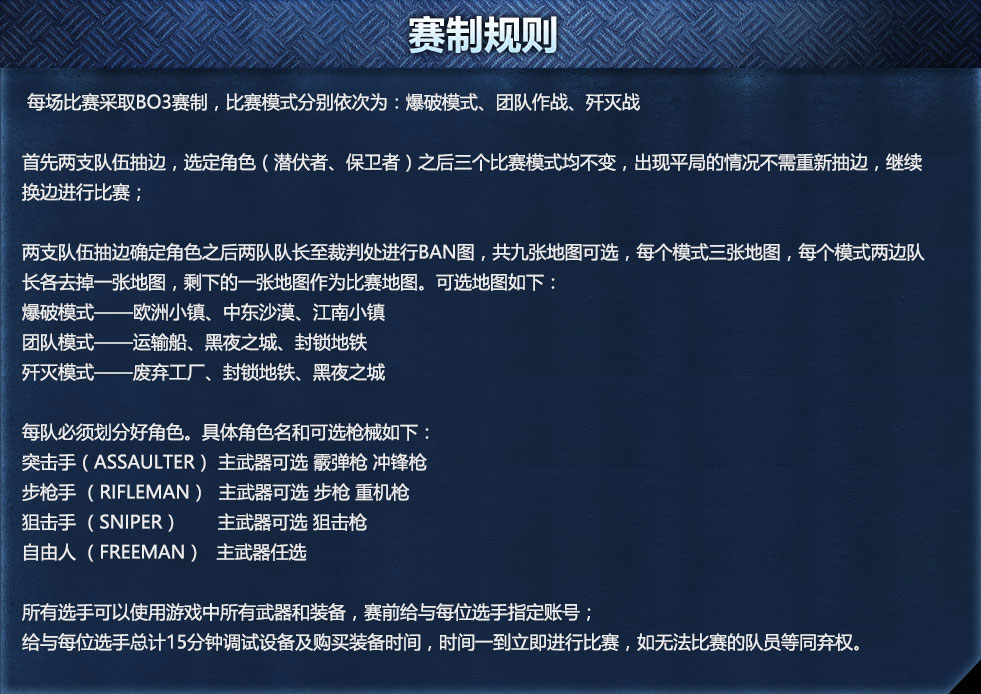 赛制规则
每场比赛采取BO3赛制，比赛模式分别依次为：爆破模式、团队作战、歼灭战
首先两支队伍抽边，选定角色（潜伏者、保卫者）之后三个比赛模式均不变，出现平局的情况不需重新抽边，继续
换边进行比赛；
两支队伍抽边确定角色之后两队队长至裁判处进行BAN图，共九张地图可选，每个模式三张地图，每个模式两边队
长各去掉一张地图，剩下的一张地图作为比赛地图。可选地图如下：
爆破模式——欧洲小镇、中东沙漠、江南小镇
团队模式——运输船、黑夜之城、封锁地铁
歼灭模式——废弃工厂、封锁地铁、黑夜之城
每队必须划分好角色。具体角色名和可选枪械如下：
突击手（ASSAULTER） 主武器可选 霰弹枪 冲锋枪
步枪手 （RIFLEMAN） 主武器可选 步枪 重机枪
狙击手 （SNIPER） 主武器可选 狙击枪
自由人 （FREEMAN） 主武器任选
所有选手可以使用游戏中所有武器和装备，赛前给与每位选手指定账号；
给与每位选手总计15分钟调试设备及购买装备时间，时间一到立即进行比赛，如无法比赛的队员等同弃权。